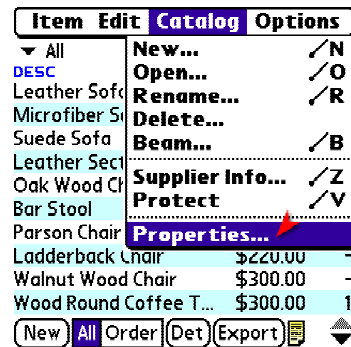 Item Edit Catalog Options
All
DESC
New... /N
Open... /O
Rename... /R
Delete...
Beam... /B
Supplier Info... /Z
Protect /V
Properties...
Leather Sofa
Microfiber S
Suede Sofa
Leather Sect
Oak Wood Ch
Bar Stool
Parson Chair
Ladderback Chair $220.00 -
Walnut Wood Chair $300.00 -
Wood Round Coffee T... $300.00 1
New All Order Det Export